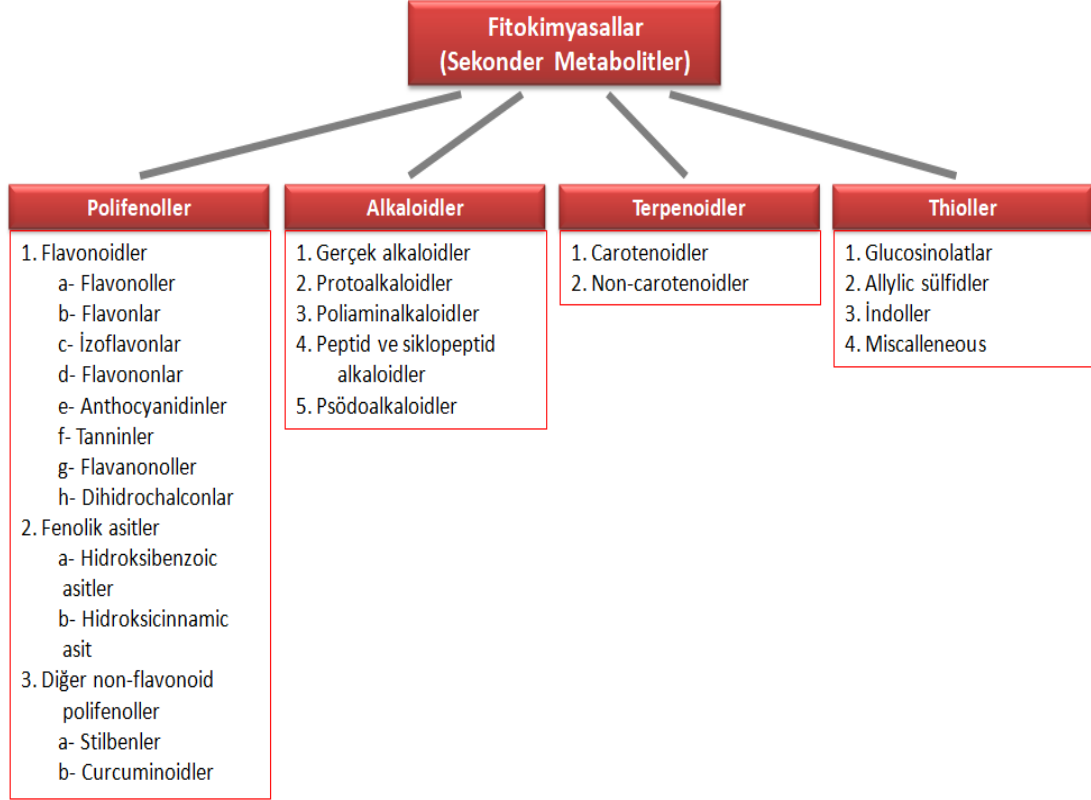 Fitokimyasallar
(Sekonder Metabolitler)
Polifenoller
1. Flavonoidler
a- Flavonoller
b- Flavonlar
c- İzoflavonlar
d- Flavononlar
e- Anthocyanidinler
f- Tanninler
g- Flavanonoller
h- Dihidrochalconlar
2. Fenolik asitler
a- Hidroksibenzoic
asitler
b- Hidroksicinnamic
asit
3. Diğer non-flavonoid
polifenoller
a- Stilbenler
b- Curcuminoidler
Alkaloidler
1. Gerçek alkaloidler
2. Protoalkaloidler
3. Poliaminalkaloidler
4. Peptid ve siklopeptid
alkaloidler
5. Psödoalkaloidler
Terpenoidler
1. Carotenoidler
2. Non-carotenoidler
Thioller
1. Glucosinolatlar
2. Allylic sülfidler
3. İndoller
4. Miscalleneous